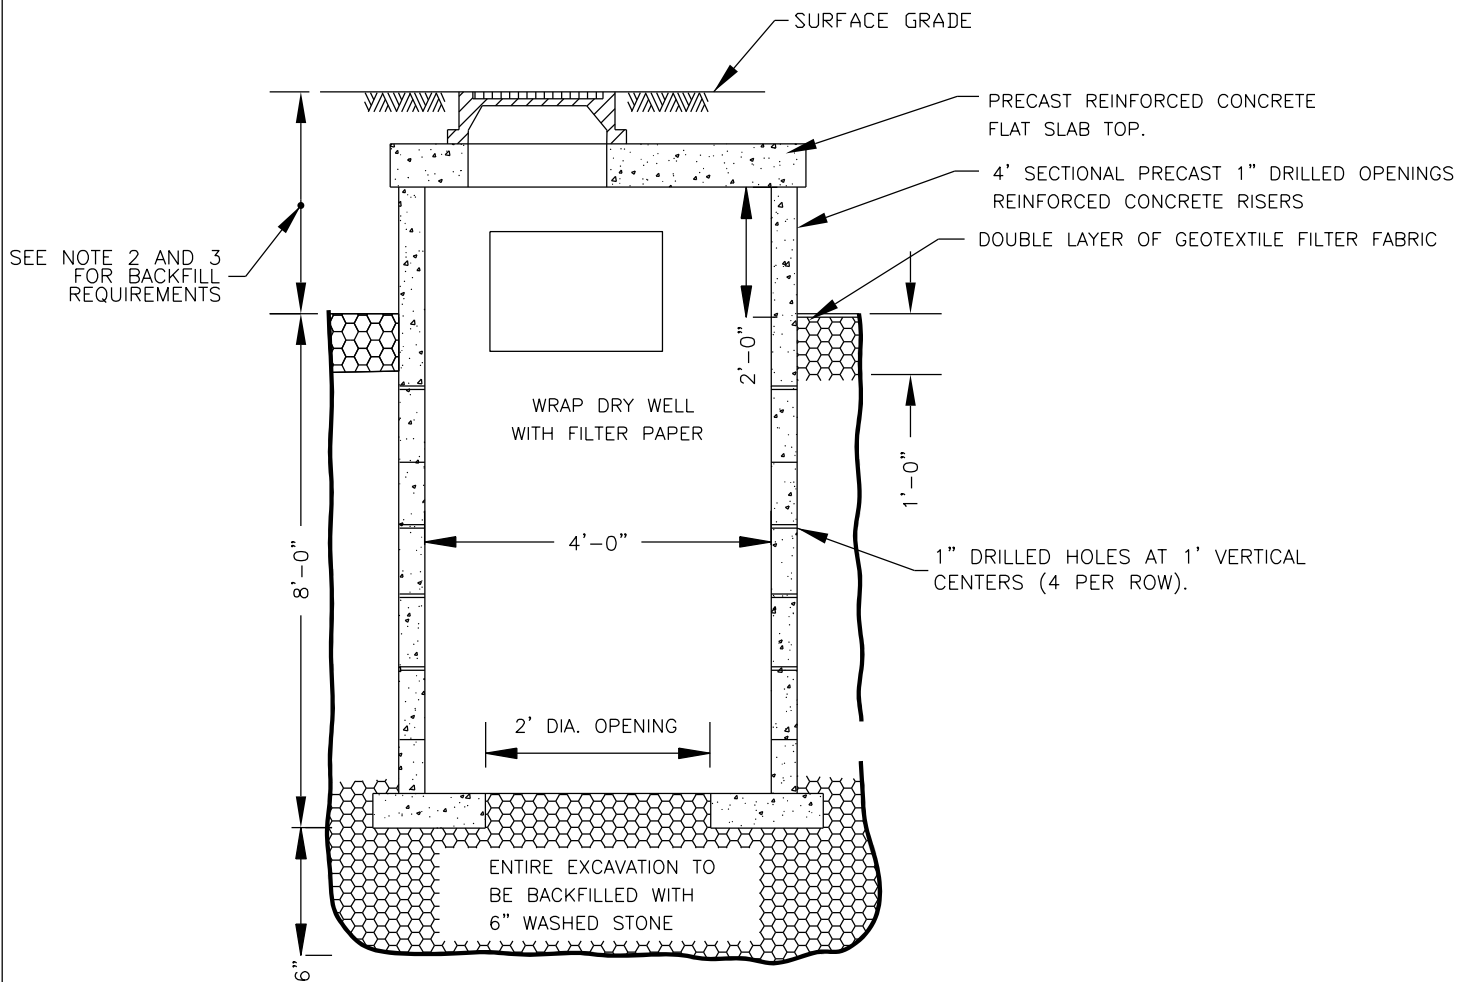 SURFACE GRADE
PRECAST REINFORCED CONCRETE
FLAT SLAB TOP.
4' SECTIONAL PRECAST 1" DRILLED OPENINGS
REINFORCED CONCRETE RISERS
DOUBLE LAYER OF GEOTEXTILE FILTER FABRIC
SEE NOTE 2 AND 3
FOR BACKFILL
REQUIREMENTS
2'-0"
WRAP DRY WELL
WITH FILTER PAPER
1'-0"
4'-0"
8'-0"
1" DRILLED HOLES AT 1' VERTICAL
CENTERS (4 PER ROW).
2' DIA. OPENING
ENTIRE EXCAVATION TO
BE BACKFILLED WITH
6" WASHED STONE
6"